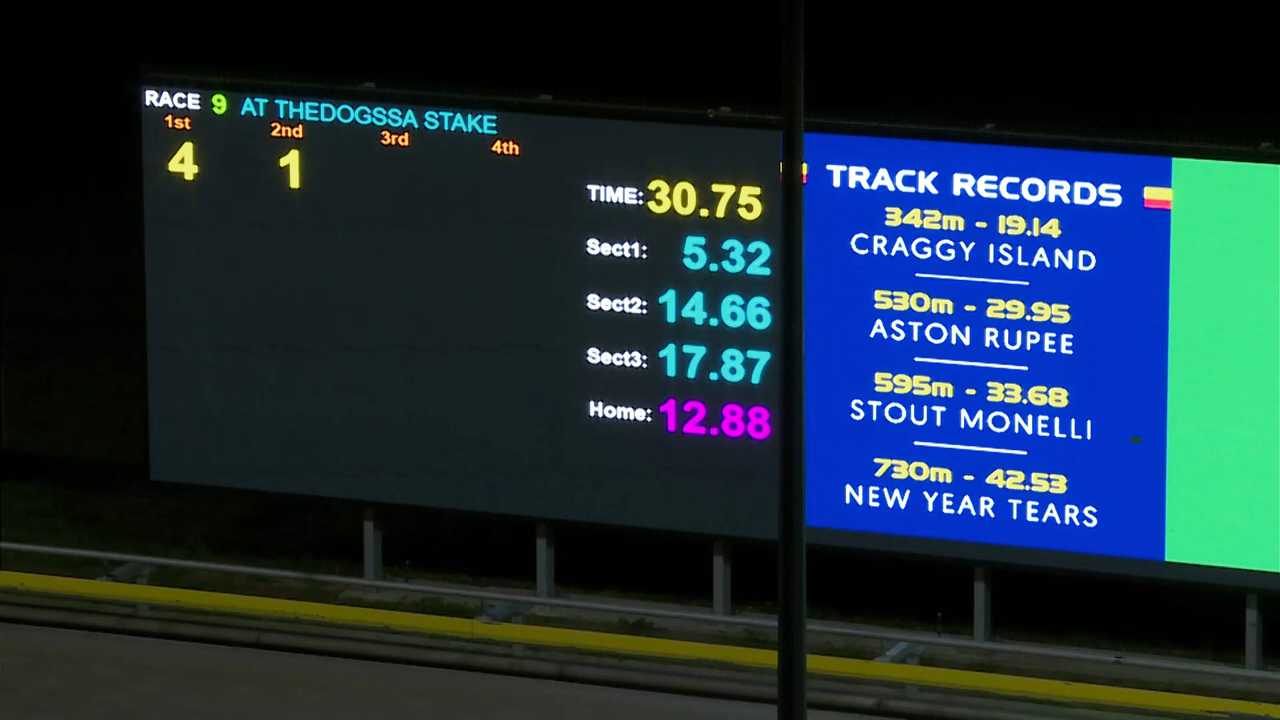 RACE 9 AT THEDOGSSA STAKE
1st 2nd 3rd 4th
4 1
TIME: 30.75
Sect1: 5.32
Sect2: 14.66
Sect3: 17.87
Home: 12.88
TRACK RECORDS
342m - 19.14
CRAGGY ISLAND
530m - 29.95
ASTON RUPEE
595m - 33.68
STOUT MONELLI
730m - 42.53
NEW YEAR TEARS